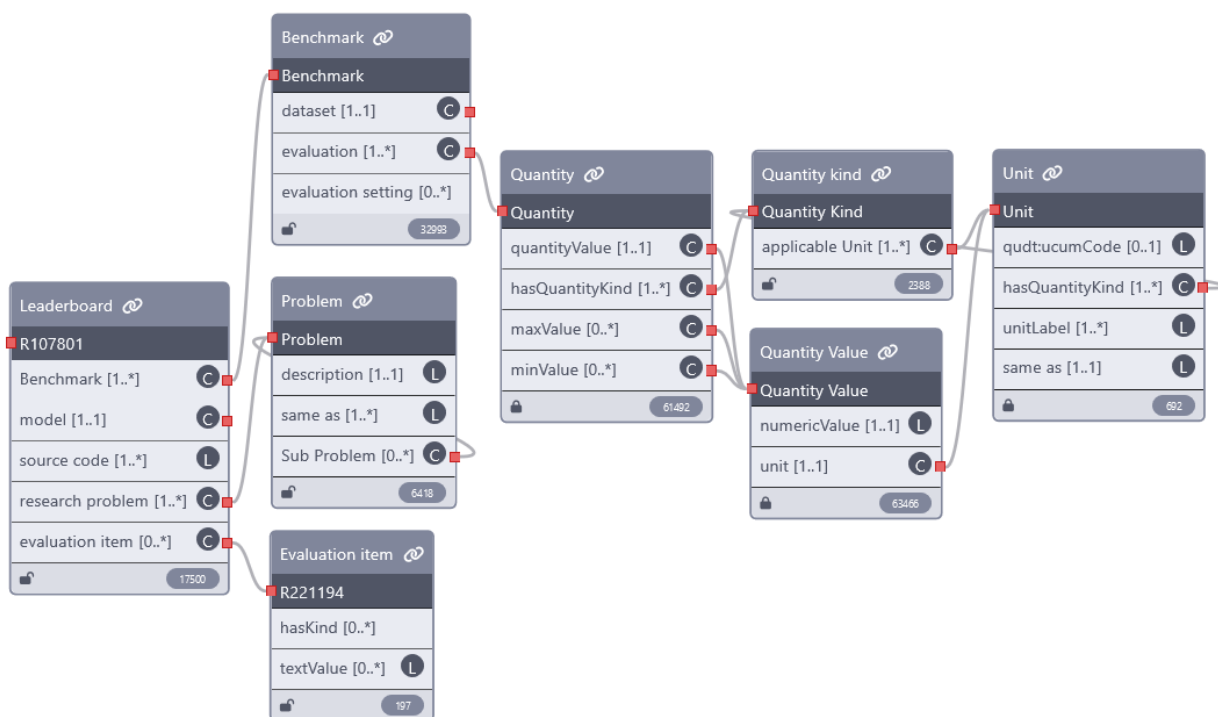 Benchmark
Benchmark
dataset [1..1] C
evaluation [1..*] C
evaluation setting [0..*]
32993
Leaderboard
R107801
Benchmark [1..*] C
model [1..1] C
source code [1..*] L
research problem [1..*] C
evaluation item [0..*] C
17500
Problem
Problem
description [1..1] L
same as [1..*] L
Sub Problem [0..*] C
6418
Evaluation item
R221194
hasKind [0..*]
textValue [0..*] L
197
Quantity
Quantity
quantityValue [1..1] C
hasQuantityKind [1..*] C
maxValue [0..*] C
minValue [0..*] C
61492
Quantity kind
Quantity Kind
applicable Unit [1..*] C
2388
Quantity Value
Quantity Value
numericValue [1..1] L
unit [1..1] C
63466
Unit
Unit
qudt:ucumCode [0..1] L
hasQuantityKind [1..*] C
unitLabel [1..*] L
same as [1..1] L
692